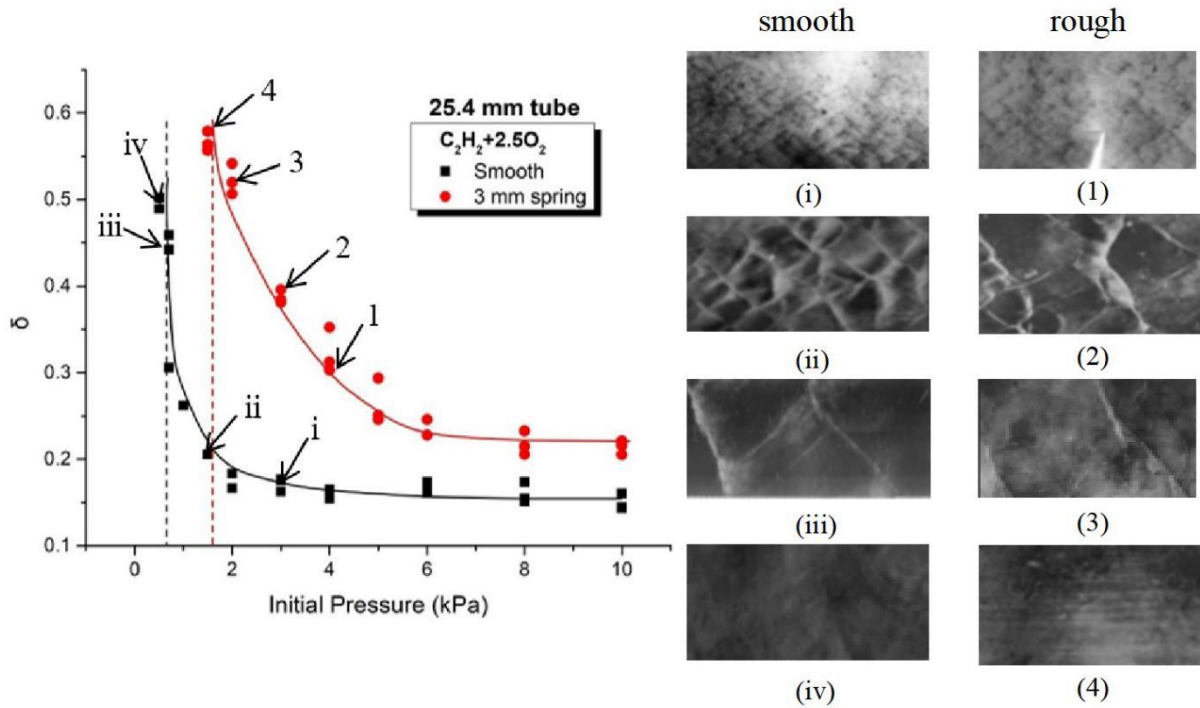 smooth
rough
0.6
0.5
0.4
0.3
0.2
0.1
δ
0
2
4
6
8
10
Initial Pressure (kPa)
25.4 mm tube
C₂H₂+2.5O₂
Smooth
3 mm spring
4
3
2
1
iv
iii
ii
i
(i)
(1)
(ii)
(2)
(iii)
(3)
(iv)
(4)